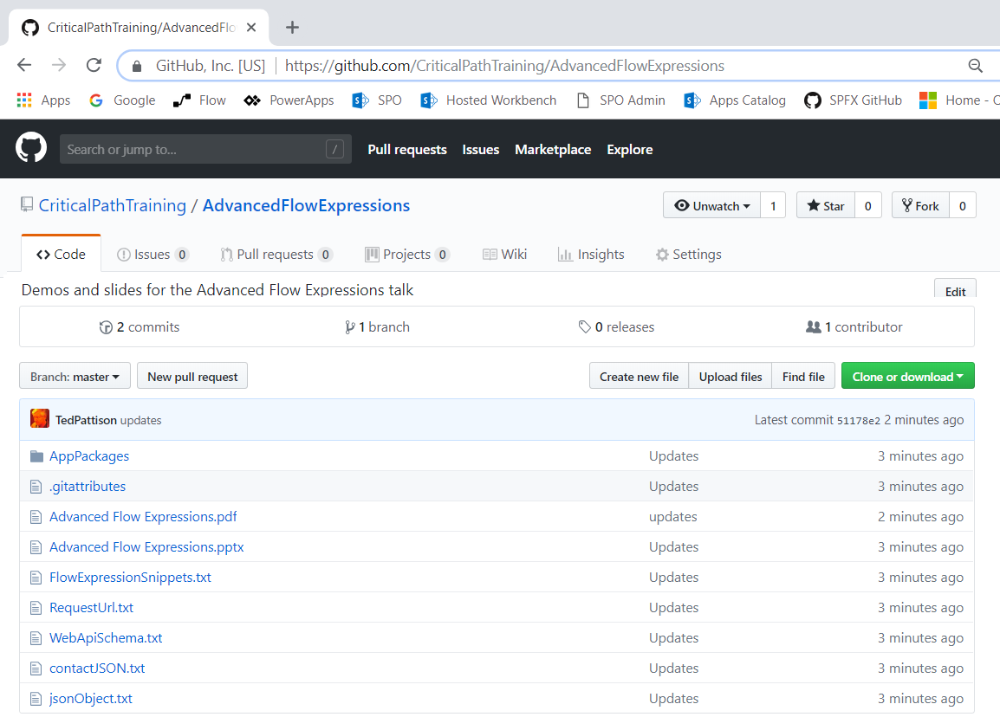 CriticalPathTraining/AdvancedFlo
GitHub, Inc. [US] https://github.com/CriticalPathTraining/AdvancedFlowExpressions
Apps Google Flow PowerApps SPO Hosted Workbench SPO Admin Apps Catalog SPFX GitHub Home - C
Search or jump to... / Pull requests Issues Marketplace Explore
CriticalPathTraining / AdvancedFlowExpressions Unwatch 1 Star 0 Fork 0
Code Issues 0 Pull requests 0 Projects 0 Wiki Insights Settings
Demos and slides for the Advanced Flow Expressions talk Edit
2 commits 1 branch 0 releases 1 contributor
Branch: master New pull request Create new file Upload files Find file Clone or download
TedPattison updates Latest commit 51178e2 2 minutes ago
AppPackages Updates 3 minutes ago
.gitattributes Updates 3 minutes ago
Advanced Flow Expressions.pdf updates 2 minutes ago
Advanced Flow Expressions.pptx Updates 3 minutes ago
FlowExpressionSnippets.txt Updates 3 minutes ago
RequestUrl.txt Updates 3 minutes ago
WebApiSchema.txt Updates 3 minutes ago
contactJSON.txt Updates 3 minutes ago
jsonObject.txt Updates 3 minutes ago